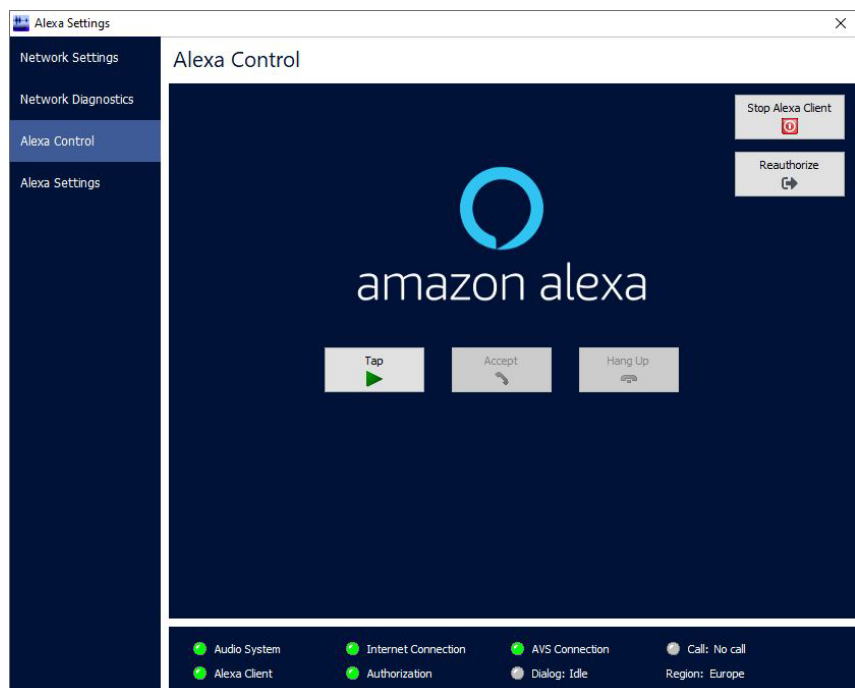 Alexa Settings
Network Settings
Network Diagnostics
Alexa Control
Alexa Settings
Alexa Control
Stop Alexa Client
Reauthorize
amazon alexa
Tap
Accept
Hang Up
Audio System
Internet Connection
AVS Connection
Call: No call
Alexa Client
Authorization
Dialog: Idle
Region: Europe